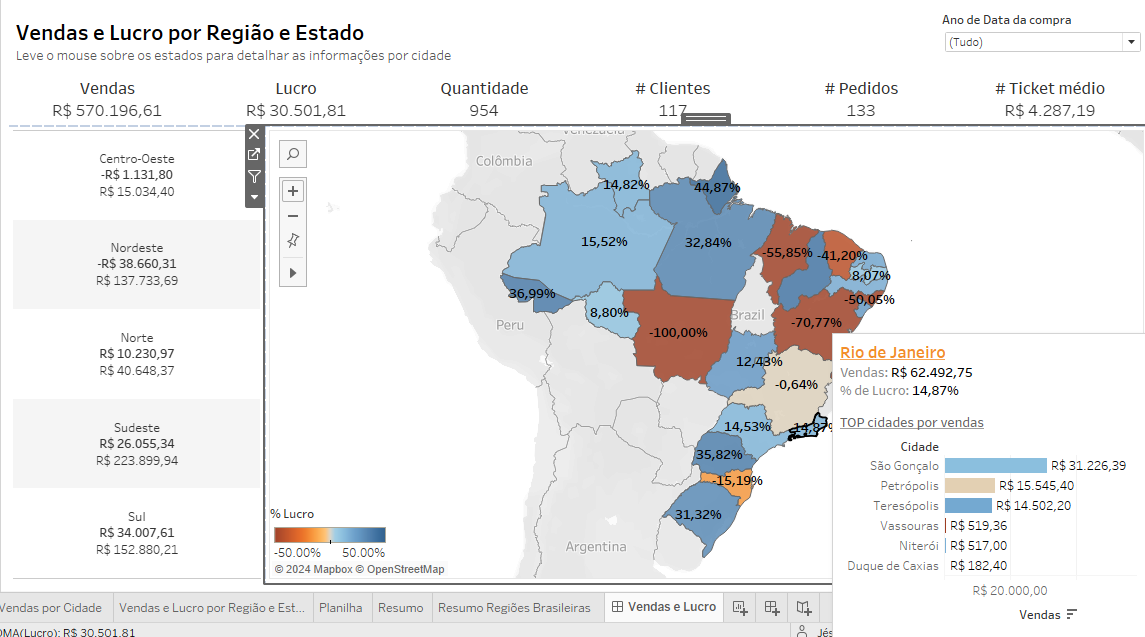 Vendas e Lucro por Região e Estado
Leve o mouse sobre os estados para detalhar as informações por cidade
Ano de Data da compra
(Tudo)
Vendas
R$ 570.196,61
Lucro
R$ 30.501,81
Quantidade
954
# Clientes
117
# Pedidos
133
# Ticket médio
R$ 4.287,19
Centro-Oeste
-R$ 1.131,80
R$ 15.034,40
Nordeste
-R$ 38.660,31
R$ 137.733,69
Norte
R$ 10.230,97
R$ 40.648,37
Sudeste
R$ 26.055,34
R$ 223.899,94
Sul
R$ 34.007,61
R$ 152.880,21
Venezuela
Colômbia
14,82%
44,87%
15,52%
32,84%
-55,85%
-41,20%
8,07%
36,99%
-50,05%
8,80%
Brazil
Peru
-100,00%
-70,77%
12,43%
-0,64%
14,53%
14,87%
35,82%
-15,19%
31,32%
Argentina
% Lucro
-50.00%
50.00%
© 2024 Mapbox © OpenStreetMap
Rio de Janeiro
Vendas: R$ 62.492,75
% de Lucro: 14,87%
TOP cidades por vendas
Cidade
São Gonçalo R$ 31.226,39
Petrópolis R$ 15.545,40
Teresópolis R$ 14.502,20
Vassouras R$ 519,36
Niterói R$ 517,00
Duque de Caxias R$ 182,40
R$ 20.000,00
Vendas
Vendas por Cidade
Vendas e Lucro por Região e Est...
Planilha
Resumo
Resumo Regiões Brasileiras
Vendas e Lucro
OMA(Lucro): R$ 30.501,81
Jés